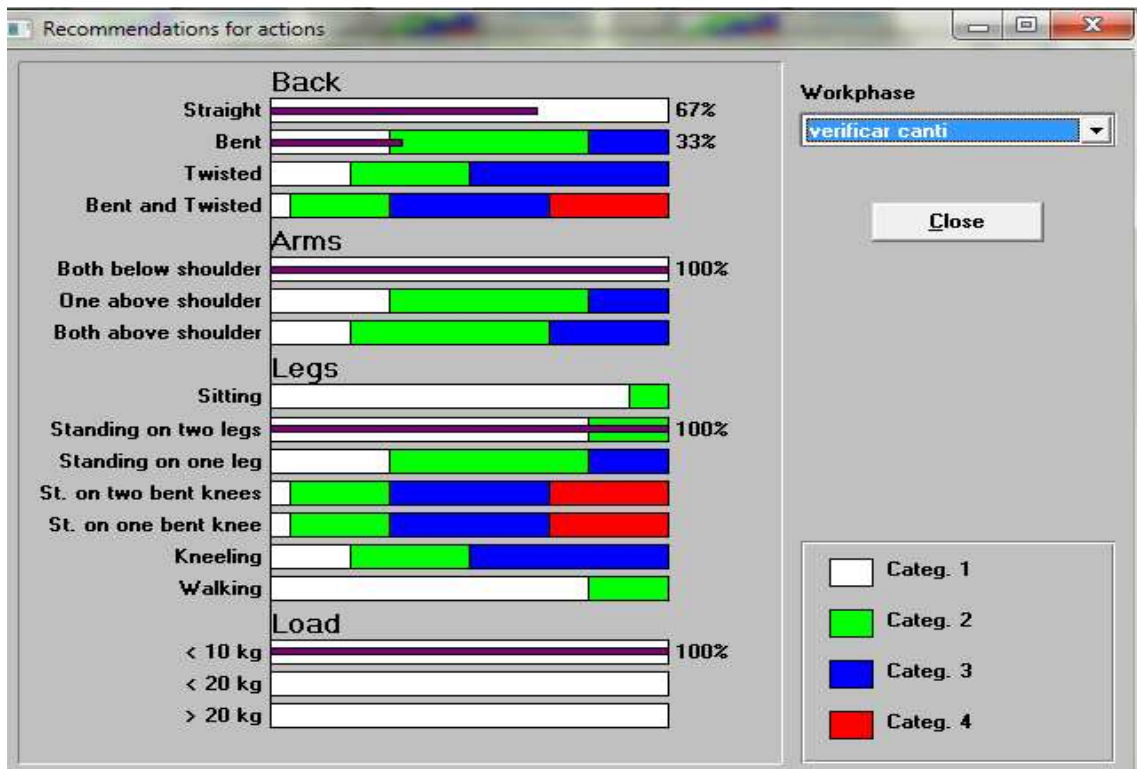 Recommendations for actions
Back
Straight 67%
Bent 33%
Twisted
Bent and Twisted
Arms
Both below shoulder 100%
One above shoulder
Both above shoulder
Legs
Sitting
Standing on two legs 100%
Standing on one leg
St. on two bent knees
St. on one bent knee
Kneeling
Walking
Load
< 10 kg 100%
< 20 kg
> 20 kg
Workphase
verificar canti
Close
Categ. 1
Categ. 2
Categ. 3
Categ. 4